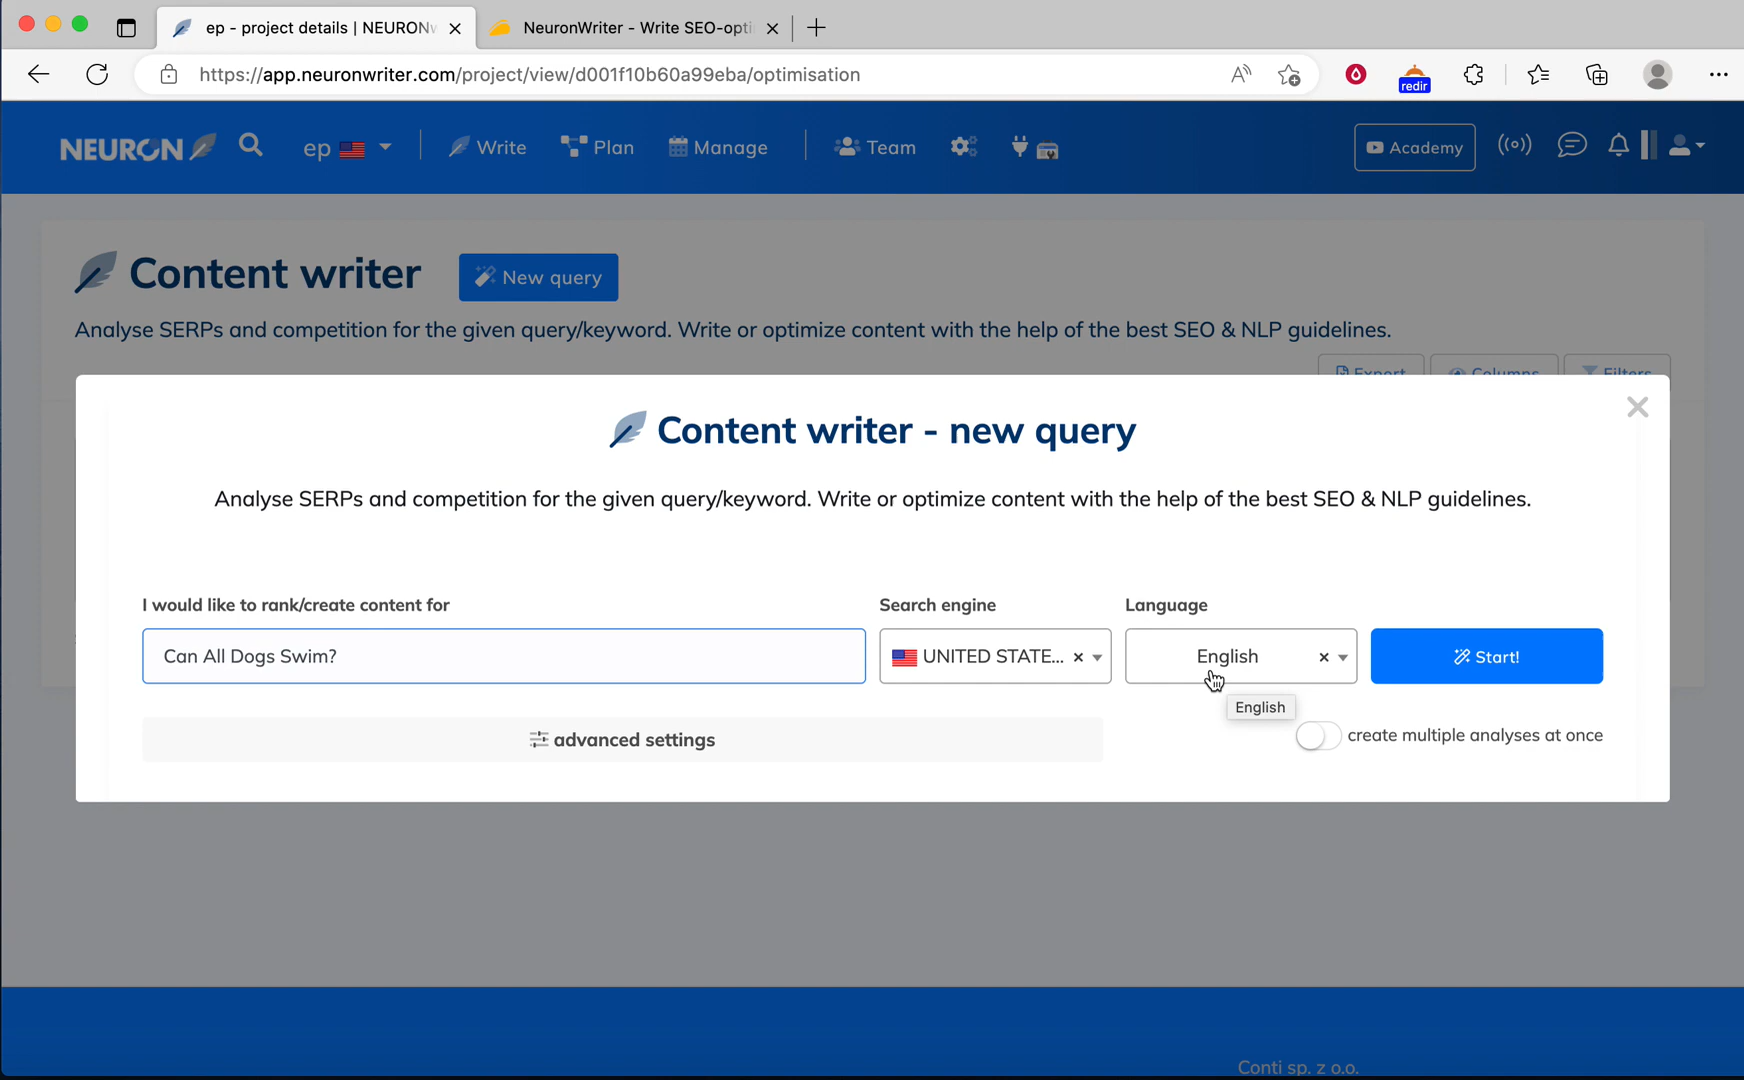 ep - project details | NEURON
NeuronWriter - Write SEO-opti
https://app.neuronwriter.com/project/view/d001f10b60a99eba/optimisation
redir
NEURON
ep
Write
Plan
Manage
Team
Academy
Content writer
New query
Analyse SERPs and competition for the given query/keyword. Write or optimize content with the help of the best SEO & NLP guidelines.
Export
Columns
Filters
Content writer - new query
Analyse SERPs and competition for the given query/keyword. Write or optimize content with the help of the best SEO & NLP guidelines.
I would like to rank/create content for
Search engine
Language
Can All Dogs Swim?
UNITED STATE...
English
Start!
English
advanced settings
create multiple analyses at once
Conti sp. z o.o.